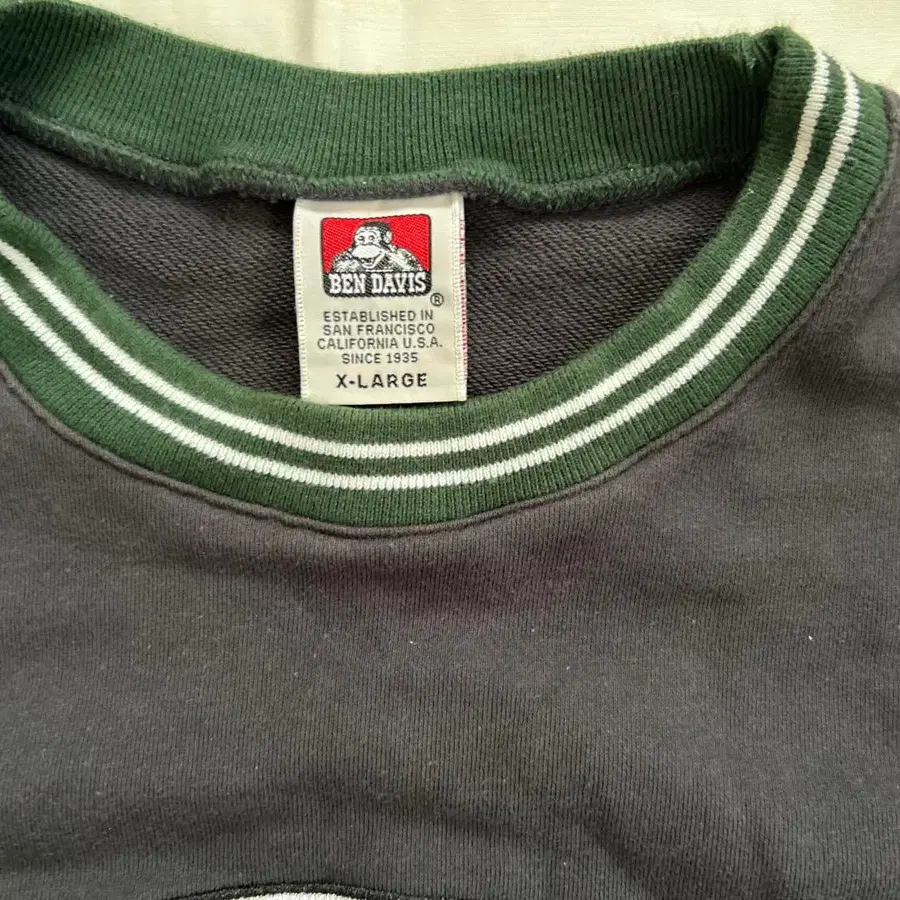 BEN DAVIS
®
ESTABLISHED IN
SAN FRANCISCO
CALIFORNIA U.S.A.
SINCE 1935
X-LARGE